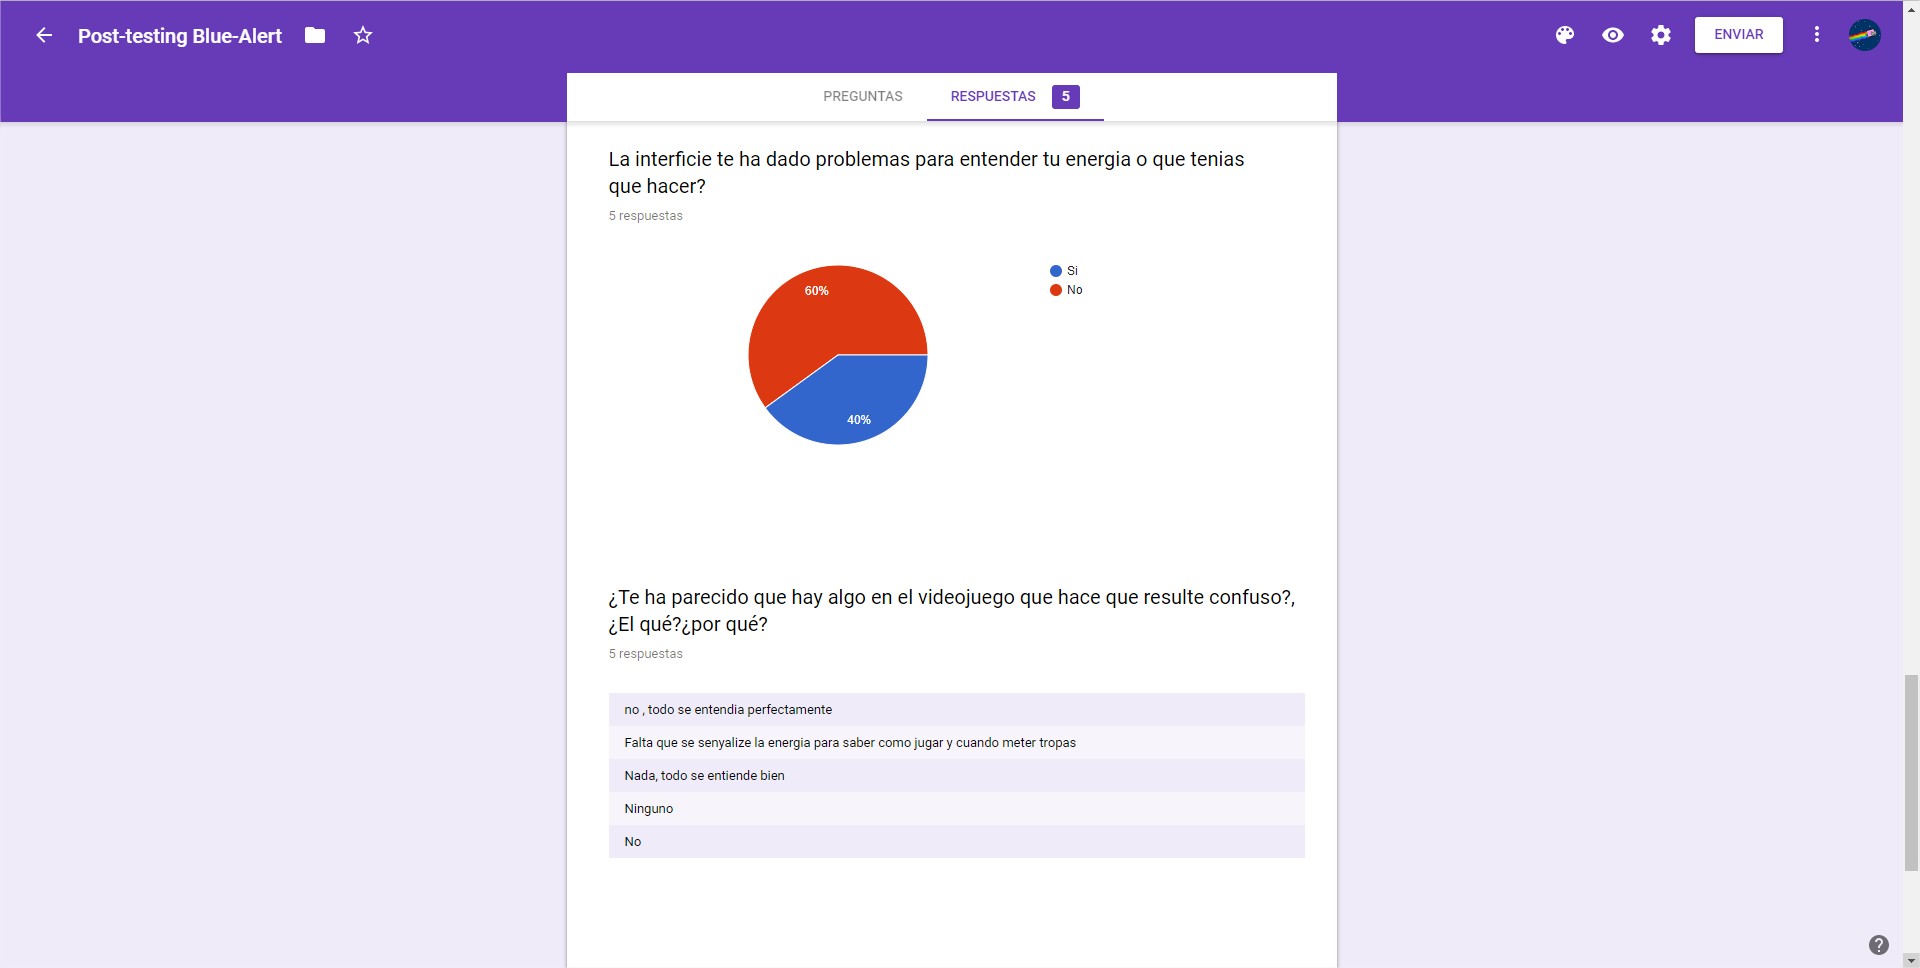 Post-testing Blue-Alert
ENVIAR
PREGUNTAS
RESPUESTAS
5
La interficie te ha dado problemas para entender tu energia o que tenias
que hacer?
5 respuestas
Si
No
60%
40%
¿Te ha parecido que hay algo en el videojuego que hace que resulte confuso?,
¿El qué?¿por qué?
5 respuestas
no , todo se entendia perfectamente
Falta que se senyalize la energia para saber como jugar y cuando meter tropas
Nada, todo se entiende bien
Ninguno
No